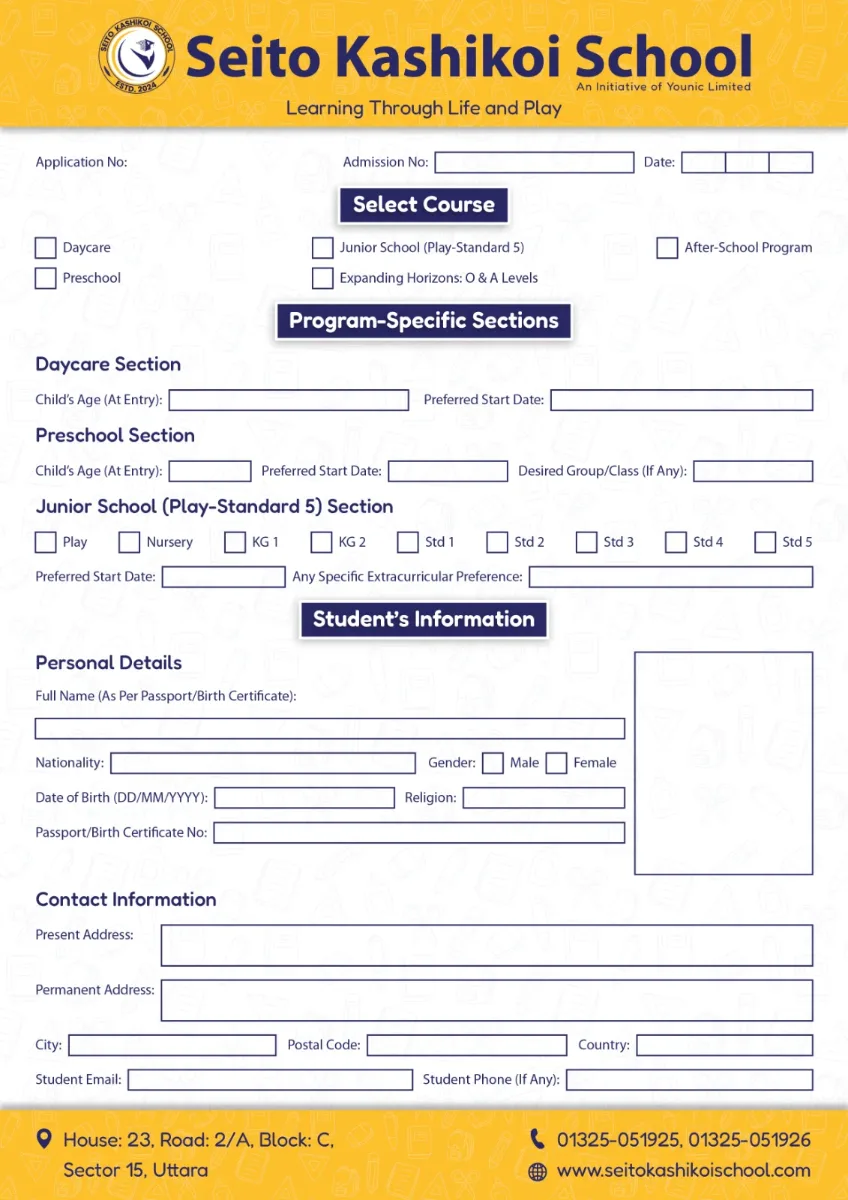 SEITO KASHIKOI SCHOOL
ESTD. 2024
Seito Kashikoi School
An Initiative of Younic Limited
Learning Through Life and Play
Application No: Admission No: Date:
Select Course
Daycare Junior School (Play-Standard 5) After-School Program
Preschool Expanding Horizons: O & A Levels
Program-Specific Sections
Daycare Section
Child's Age (At Entry): Preferred Start Date:
Preschool Section
Child's Age (At Entry): Preferred Start Date: Desired Group/Class (If Any):
Junior School (Play-Standard 5) Section
Play Nursery KG 1 KG 2 Std 1 Std 2 Std 3 Std 4 Std 5
Preferred Start Date: Any Specific Extracurricular Preference:
Student's Information
Personal Details
Full Name (As Per Passport/Birth Certificate):
Nationality: Gender: Male Female
Date of Birth (DD/MM/YYYY): Religion:
Passport/Birth Certificate No:
Contact Information
Present Address:
Permanent Address:
City: Postal Code: Country:
Student Email: Student Phone (If Any):
House: 23, Road: 2/A, Block: C, 01325-051925, 01325-051926
Sector 15, Uttara www.seitokashikoischool.com